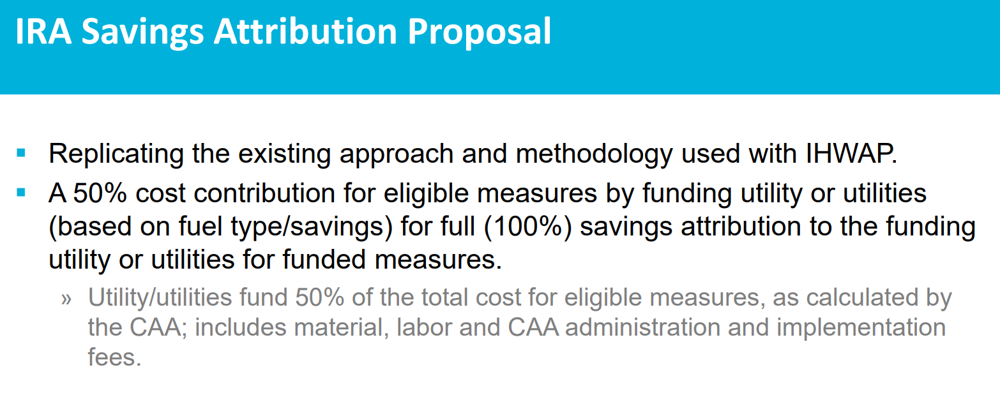 IRA Savings Attribution Proposal
▪ Replicating the existing approach and methodology used with IHWAP.
▪ A 50% cost contribution for eligible measures by funding utility or utilities
(based on fuel type/savings) for full (100%) savings attribution to the funding
utility or utilities for funded measures.
» Utility/utilities fund 50% of the total cost for eligible measures, as calculated by
the CAA; includes material, labor and CAA administration and implementation
fees.